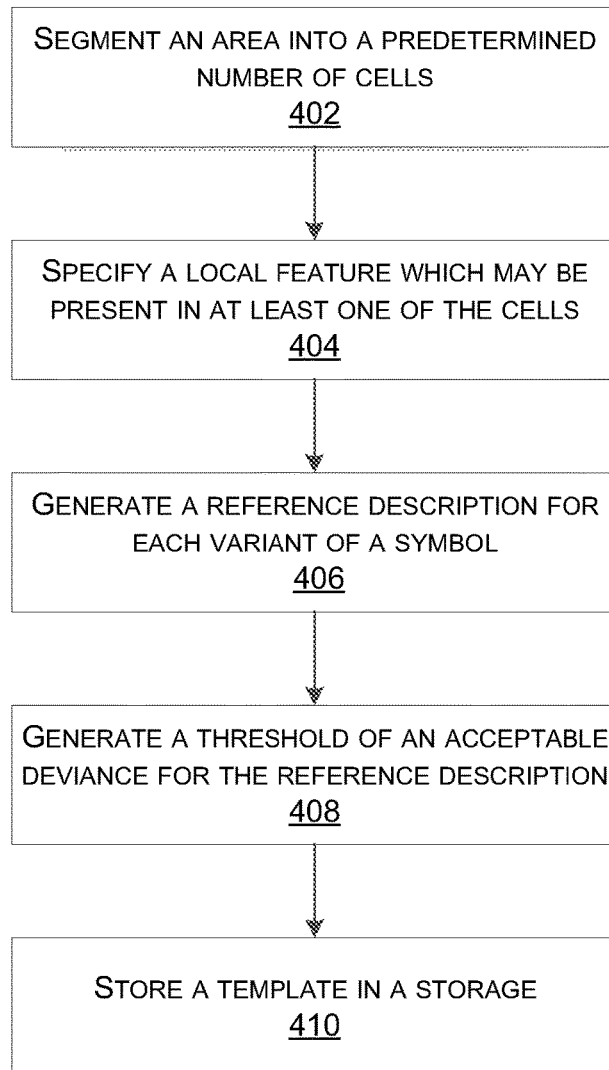 SEGMENT AN AREA INTO A PREDETERMINED
NUMBER OF CELLS
402
SPECIFY A LOCAL FEATURE WHICH MAY BE
PRESENT IN AT LEAST ONE OF THE CELLS
404
GENERATE A REFERENCE DESCRIPTION FOR
EACH VARIANT OF A SYMBOL
406
GENERATE A THRESHOLD OF AN ACCEPTABLE
DEVIANCE FOR THE REFERENCE DESCRIPTION
408
STORE A TEMPLATE IN A STORAGE
410